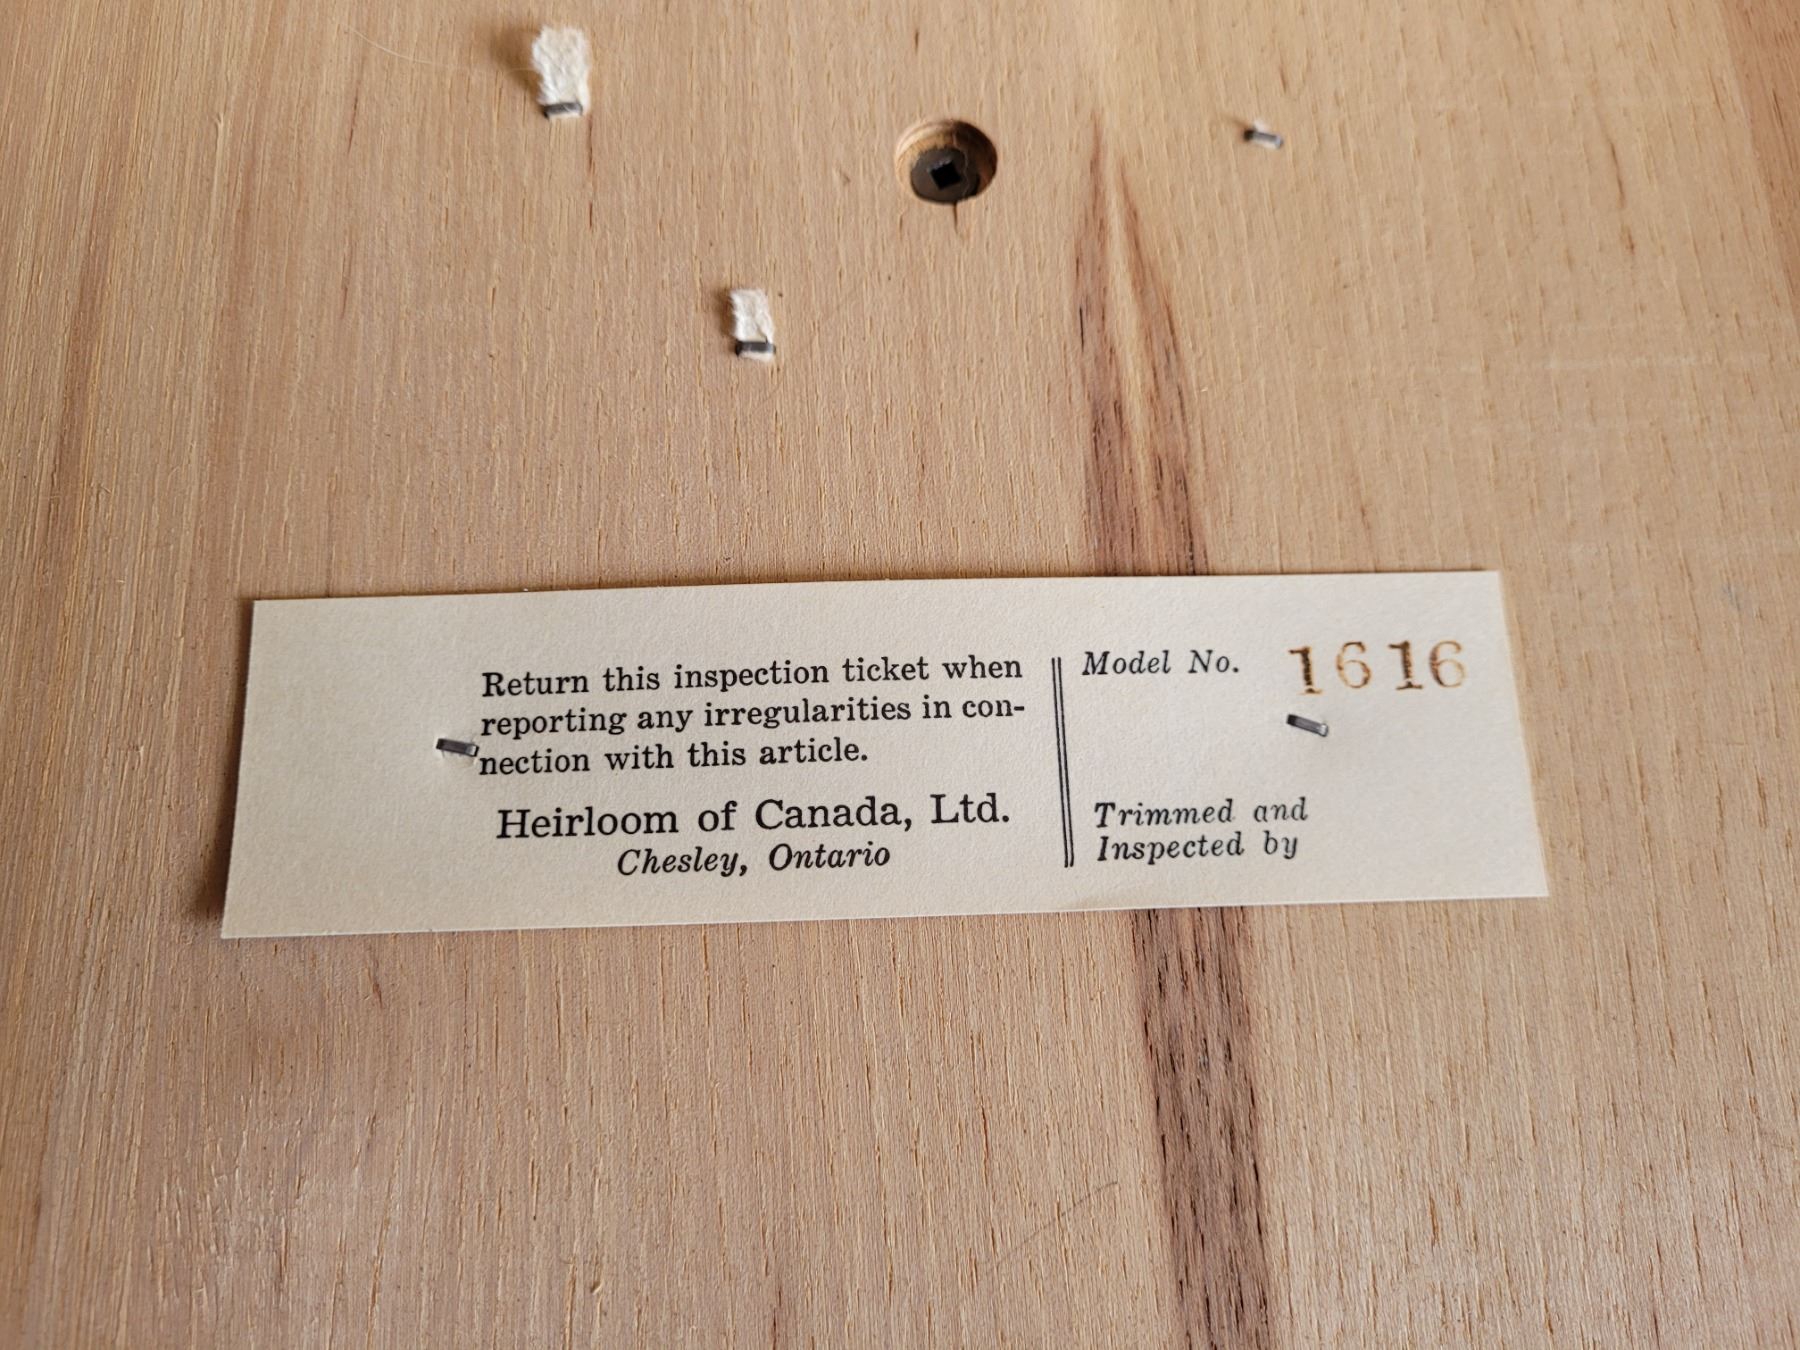 Return this inspection ticket when
reporting any irregularities in con-
nection with this article.
Heirloom of Canada, Ltd.
Chesley, Ontario
Model No. 1616
Trimmed and
Inspected by